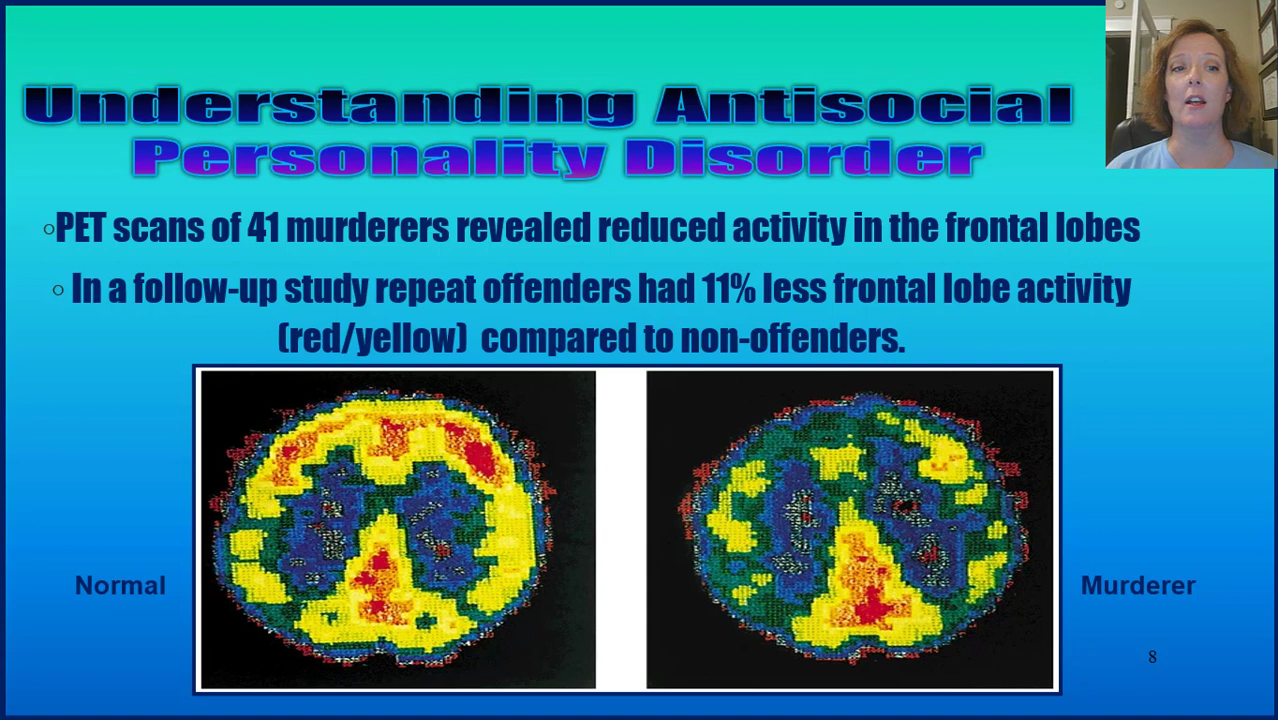 Understanding Antisocial
Personality Disorder
◦PET scans of 41 murderers revealed reduced activity in the frontal lobes
◦ In a follow-up study repeat offenders had 11% less frontal lobe activity
(red/yellow) compared to non-offenders.
Normal
Murderer
8